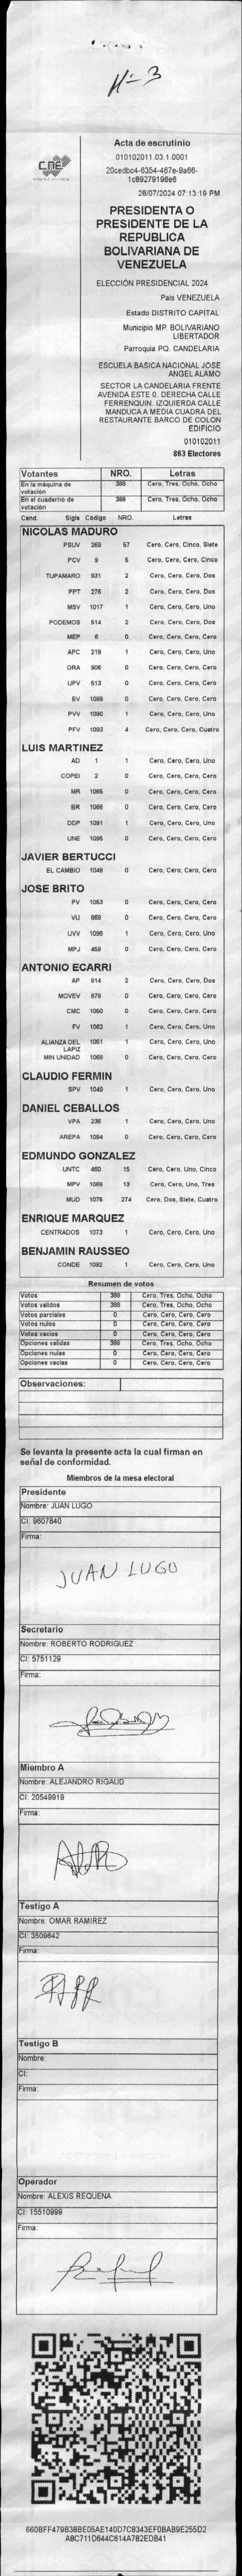 N= 3
CNE
Acta de escrutinio
010102011.03.1.0001
20cedbc4-6354-467e-9a66-
1c89279196e6
28/07/2024 07:13:19 PM
PRESIDENTA O
PRESIDENTE DE LA
REPUBLICA
BOLIVARIANA DE
VENEZUELA
ELECCIÓN PRESIDENCIAL 2024
Pais VENEZUELA
Estado DISTRITO CAPITAL
Municipio MP. BOLIVARIANO
LIBERTADOR
Parroquia PQ. CANDELARIA
ESCUELA BASICA NACIONAL JOSE
ANGEL ALAMO
SECTOR LA CANDELARIA FRENTE
AVENIDA ESTE 0. DERECHA CALLE
FERRENQUIN. IZQUIERDA CALLE
MANDUCA A MEDIA CUADRA DEL
RESTAURANTE BARCO DE COLON
EDIFICIO
010102011
863 Electores
Votantes NRO. Letras
En la máquina de votación 388 Cero, Tres, Ocho, Ocho
En el cuaderno de votación 388 Cero, Tres, Ocho, Ocho
Cand. Sigla Código NRO. Letras
NICOLAS MADURO
PSUV 269 57 Cero, Cero, Cinco, Siete
PCV 9 5 Cero, Cero, Cero, Cinco
TUPAMARO 931 2 Cero, Cero, Cero, Dos
PPT 276 2 Cero, Cero, Cero, Dos
MSV 1017 1 Cero, Cero, Cero, Uno
PODEMOS 514 2 Cero, Cero, Cero, Dos
MEP 6 0 Cero, Cero, Cero, Cero
APC 219 1 Cero, Cero, Cero, Uno
ORA 906 0 Cero, Cero, Cero, Cero
UPV 513 0 Cero, Cero, Cero, Cero
EV 1089 0 Cero, Cero, Cero, Cero
PVV 1090 1 Cero, Cero, Cero, Uno
PFV 1093 4 Cero, Cero, Cero, Cuatro
LUIS MARTINEZ
AD 1 1 Cero, Cero, Cero, Uno
COPEI 2 0 Cero, Cero, Cero, Cero
MR 1065 0 Cero, Cero, Cero, Cero
BR 1066 0 Cero, Cero, Cero, Cero
DDP 1091 1 Cero, Cero, Cero, Uno
UNE 1095 0 Cero, Cero, Cero, Cero
JAVIER BERTUCCI
EL CAMBIO 1048 0 Cero, Cero, Cero, Cero
JOSE BRITO
PV 1053 0 Cero, Cero, Cero, Cero
VU 868 0 Cero, Cero, Cero, Cero
UVV 1096 1 Cero, Cero, Cero, Uno
MPJ 458 0 Cero, Cero, Cero, Cero
ANTONIO ECARRI
AP 814 2 Cero, Cero, Cero, Dos
MOVEV 678 0 Cero, Cero, Cero, Cero
CMC 1050 0 Cero, Cero, Cero, Cero
FV 1062 1 Cero, Cero, Cero, Uno
ALIANZA DEL LAPIZ 1051 1 Cero, Cero, Cero, Uno
MIN UNIDAD 1068 0 Cero, Cero, Cero, Cero
CLAUDIO FERMIN
SPV 1049 1 Cero, Cero, Cero, Uno
DANIEL CEBALLOS
VPA 236 1 Cero, Cero, Cero, Uno
AREPA 1094 0 Cero, Cero, Cero, Cero
EDMUNDO GONZALEZ
UNTC 460 15 Cero, Cero, Uno, Cinco
MPV 1069 13 Cero, Cero, Uno, Tres
MUD 1075 274 Cero, Dos, Siete, Cuatro
ENRIQUE MARQUEZ
CENTRADOS 1073 1 Cero, Cero, Cero, Uno
BENJAMIN RAUSSEO
CONDE 1092 1 Cero, Cero, Cero, Uno
Resumen de votos
Votos 388 Cero, Tres, Ocho, Ocho
Votos validos 388 Cero, Tres, Ocho, Ocho
Votos parciales 0 Cero, Cero, Cero, Cero
Votos nulos 0 Cero, Cero, Cero, Cero
Votos vacios 0 Cero, Cero, Cero, Cero
Opciones validas 388 Cero, Tres, Ocho, Ocho
Opciones nulas 0 Cero, Cero, Cero, Cero
Opciones vacias 0 Cero, Cero, Cero, Cero
Observaciones:
Se levanta la presente acta la cual firman en
señal de conformidad.
Miembros de la mesa electoral
Presidente
Nombre: JUAN LUGO
CI: 9607840
Firma:
JUAN LUGO
Secretario
Nombre: ROBERTO RODRIGUEZ
CI: 5751129
Firma:
Miembro A
Nombre: ALEJANDRO RIGAUD
CI: 20549919
Firma:
Testigo A
Nombre: OMAR RAMIREZ
CI: 3509642
Firma:
Testigo B
Nombre:
CI:
Firma:
Operador
Nombre: ALEXIS REQUENA
CI: 15510999
Firma:
660BFF479B38BE05AE140D7C8343EF0BAB9E255D2
A8C711D644C614A782EDB41